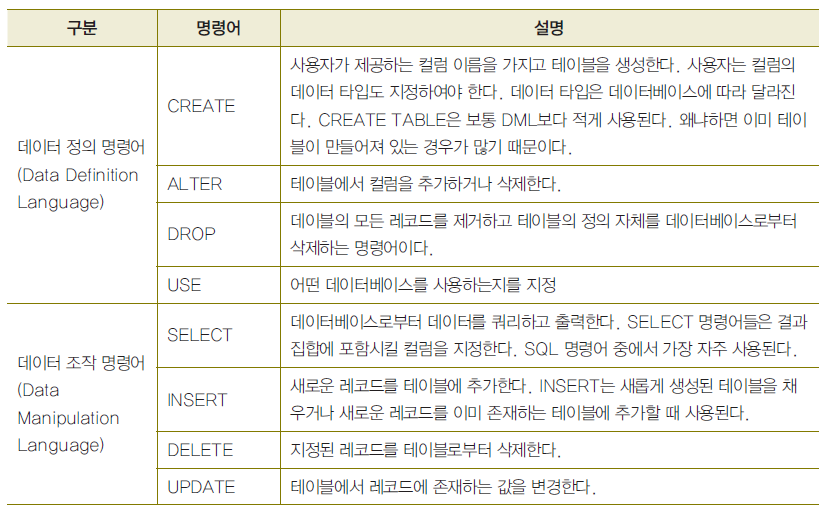 구분 명령어 설명
데이터 정의 명령어
(Data Definition
Language)
CREATE
사용자가 제공하는 컬럼 이름을 가지고 테이블을 생성한다. 사용자는 컬럼의
데이터 타입도 지정하여야 한다. 데이터 타입은 데이터베이스에 따라 달라진
다. CREATE TABLE은 보통 DML보다 적게 사용된다. 왜냐하면 이미 테이
블이 만들어져 있는 경우가 많기 때문이다.
ALTER
테이블에서 컬럼을 추가하거나 삭제한다.
DROP
데이블의 모든 레코드를 제거하고 테이블의 정의 자체를 데이터베이스로부터
삭제하는 명령어이다.
USE
어떤 데이터베이스를 사용하는지를 지정
데이터 조작 명령어
(Data
Manipulation
Language)
SELECT
데이터베이스로부터 데이터를 쿼리하고 출력한다. SELECT 명령어들은 결과
집합에 포함시킬 컬럼을 지정한다. SQL 명령어 중에서 가장 자주 사용된다.
INSERT
새로운 레코드를 테이블에 추가한다. INSERT는 새롭게 생성된 테이블을 채
우거나 새로운 레코드를 이미 존재하는 테이블에 추가할 때 사용된다.
DELETE
지정된 레코드를 테이블로부터 삭제한다.
UPDATE
테이블에서 레코드에 존재하는 값을 변경한다.